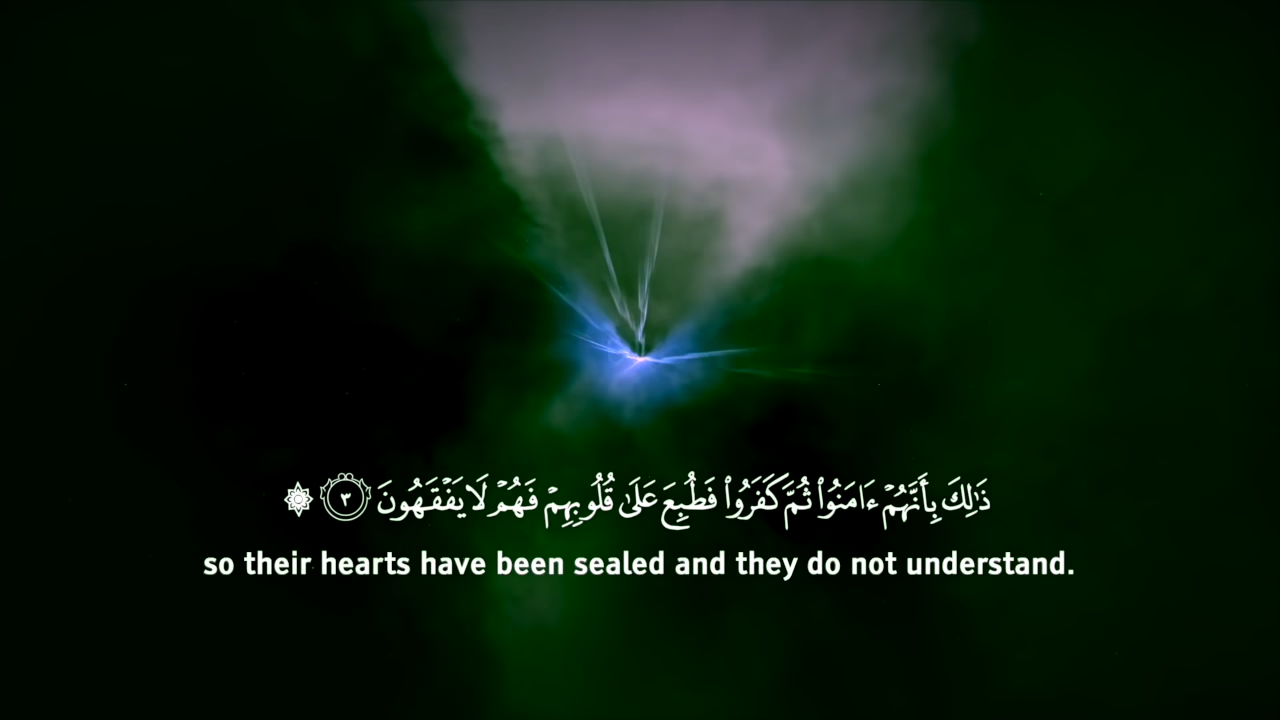 ذَٰلِكَ بِأَنَّهُمْ ءَامَنُوا۟ ثُمَّ كَفَرُوا۟ فَطُبِعَ عَلَىٰ قُلُوبِهِمْ فَهُمْ لَا يَفْقَهُونَ ٣ ۞
so their hearts have been sealed and they do not understand.